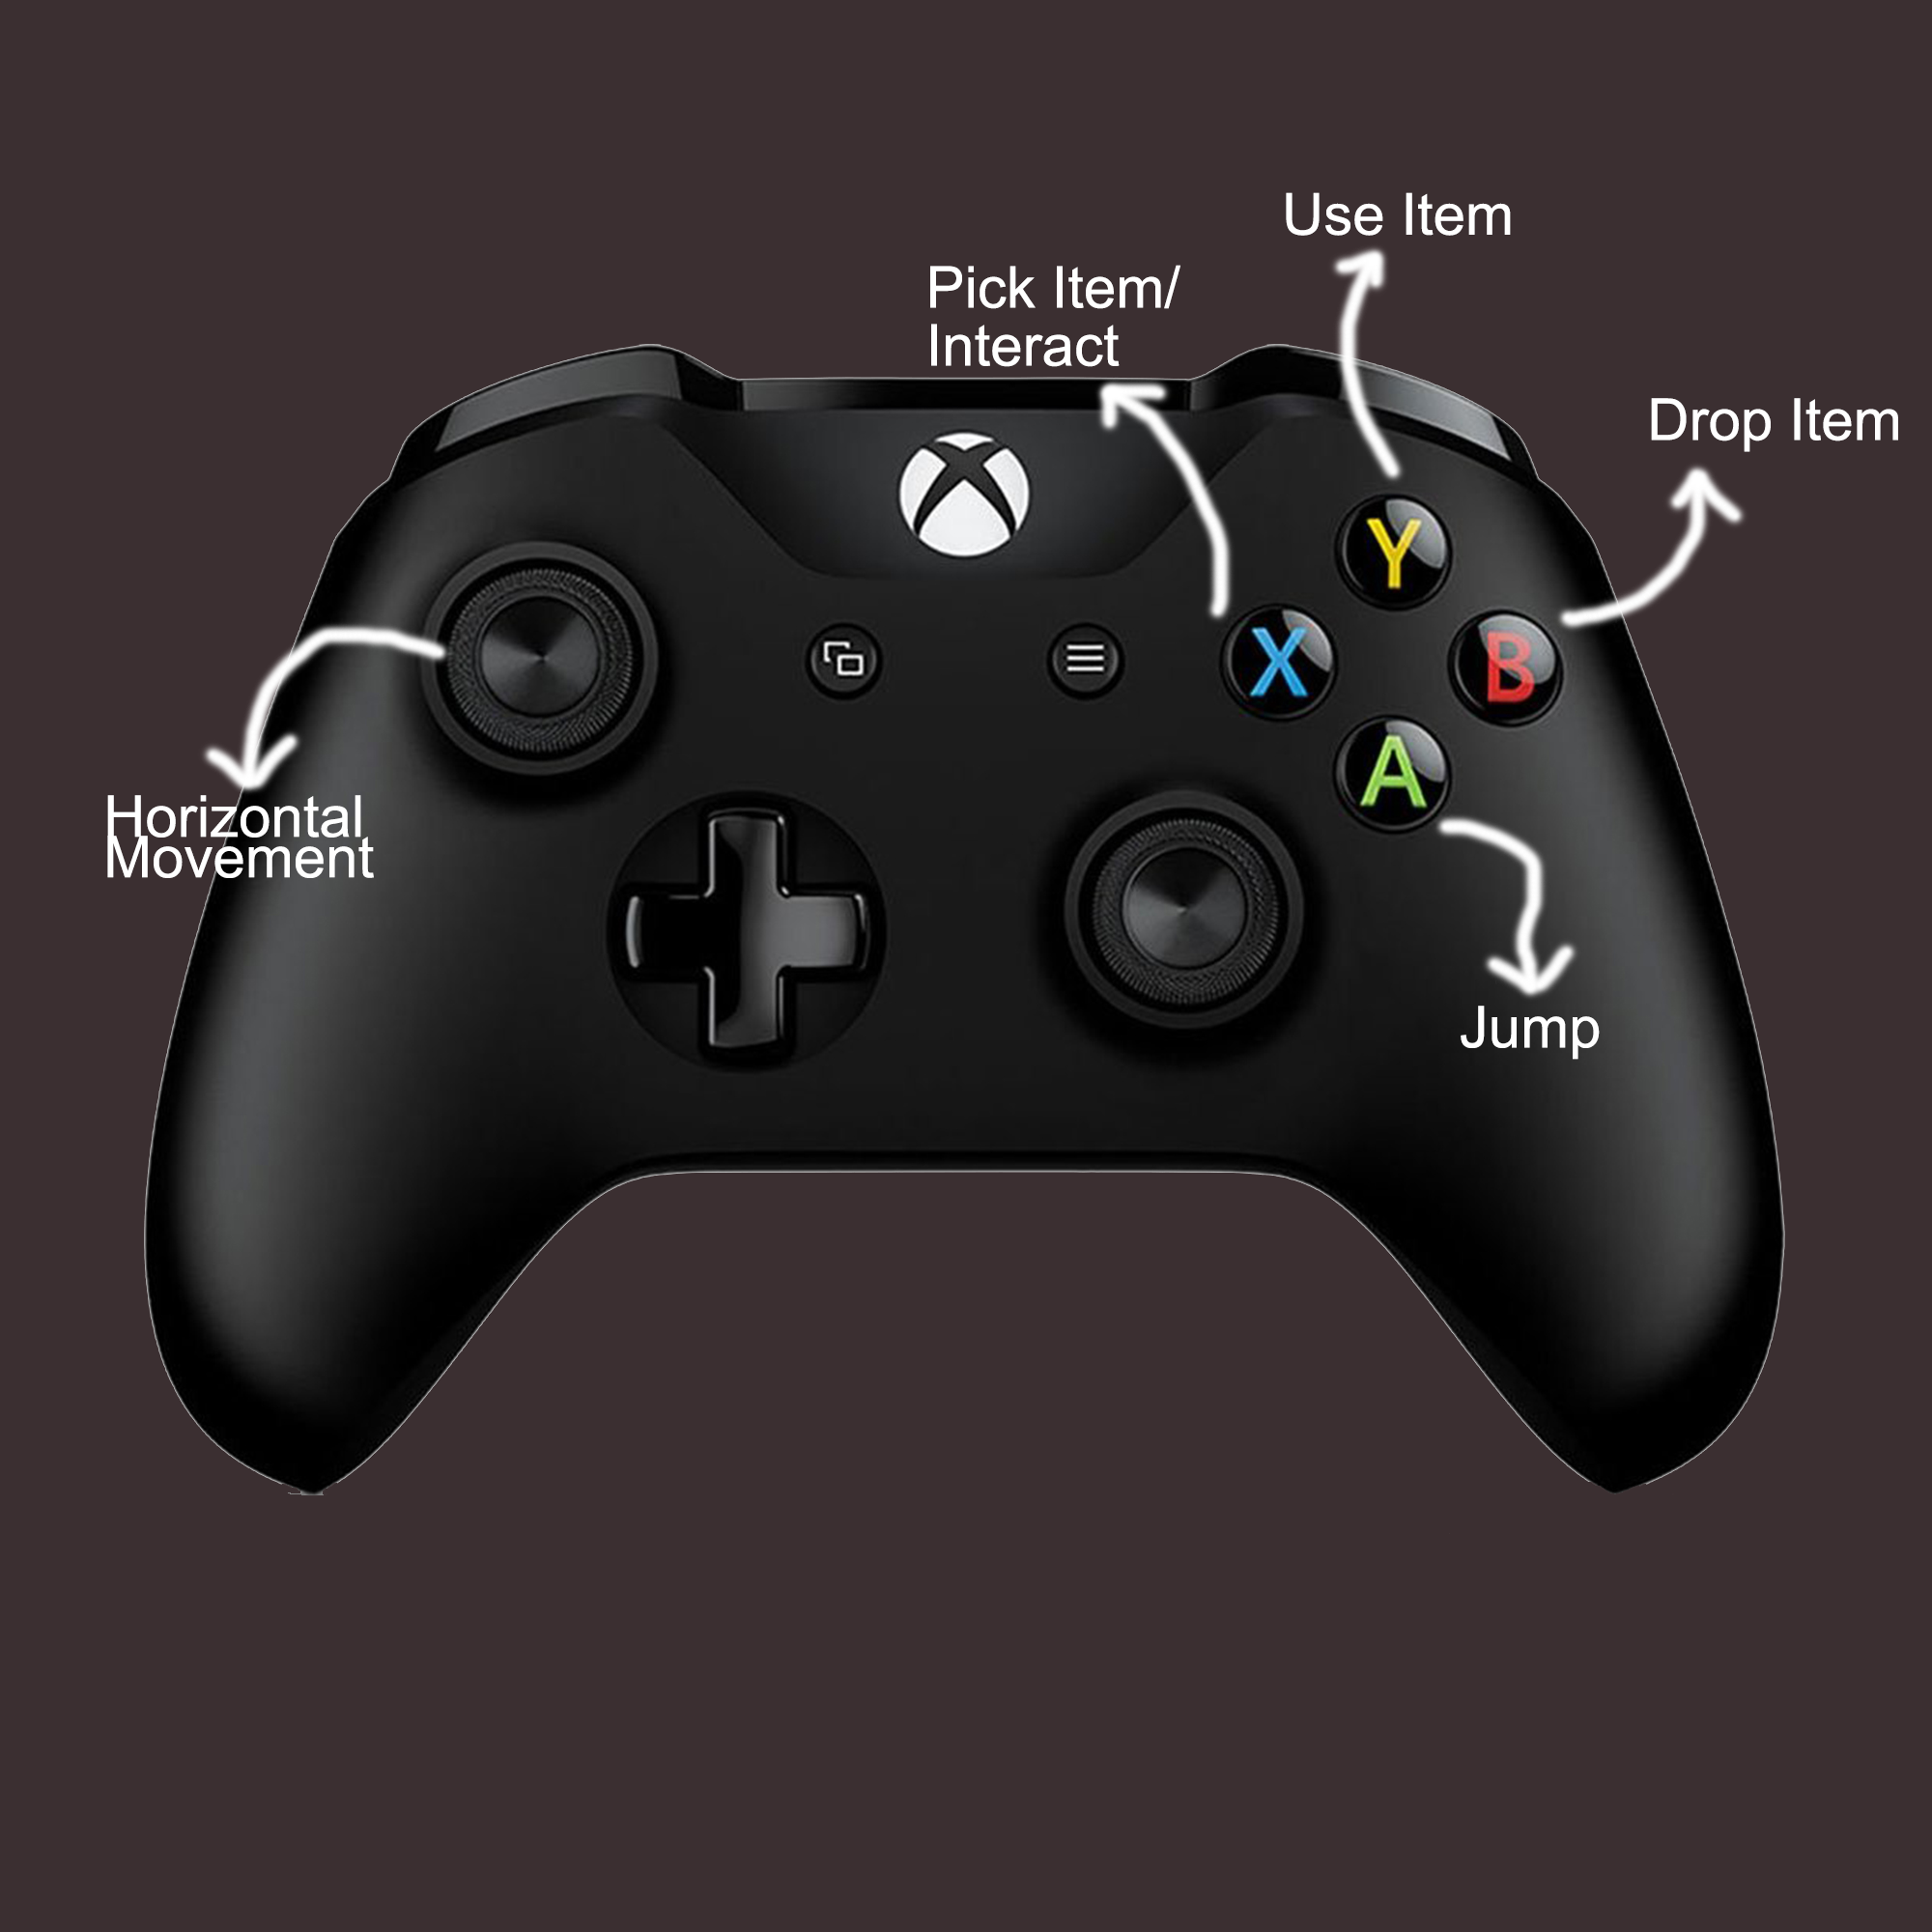 Use Item
Pick Item/
Interact
Drop Item
Y
X
B
A
Horizontal
Movement
Jump